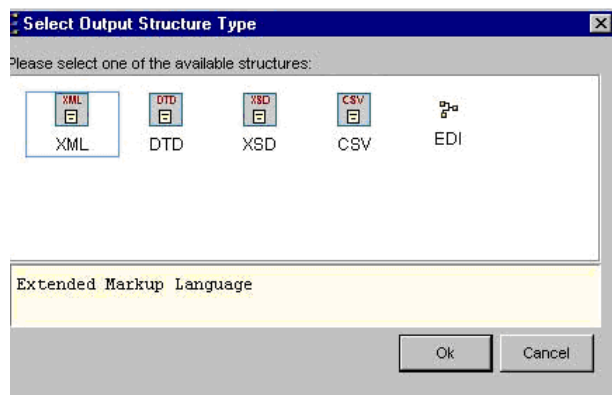 Select Output Structure Type
Please select one of the available structures:
XML DTD XSD CSV
XML DTD XSD CSV EDI
Extended Markup Language
Ok Cancel